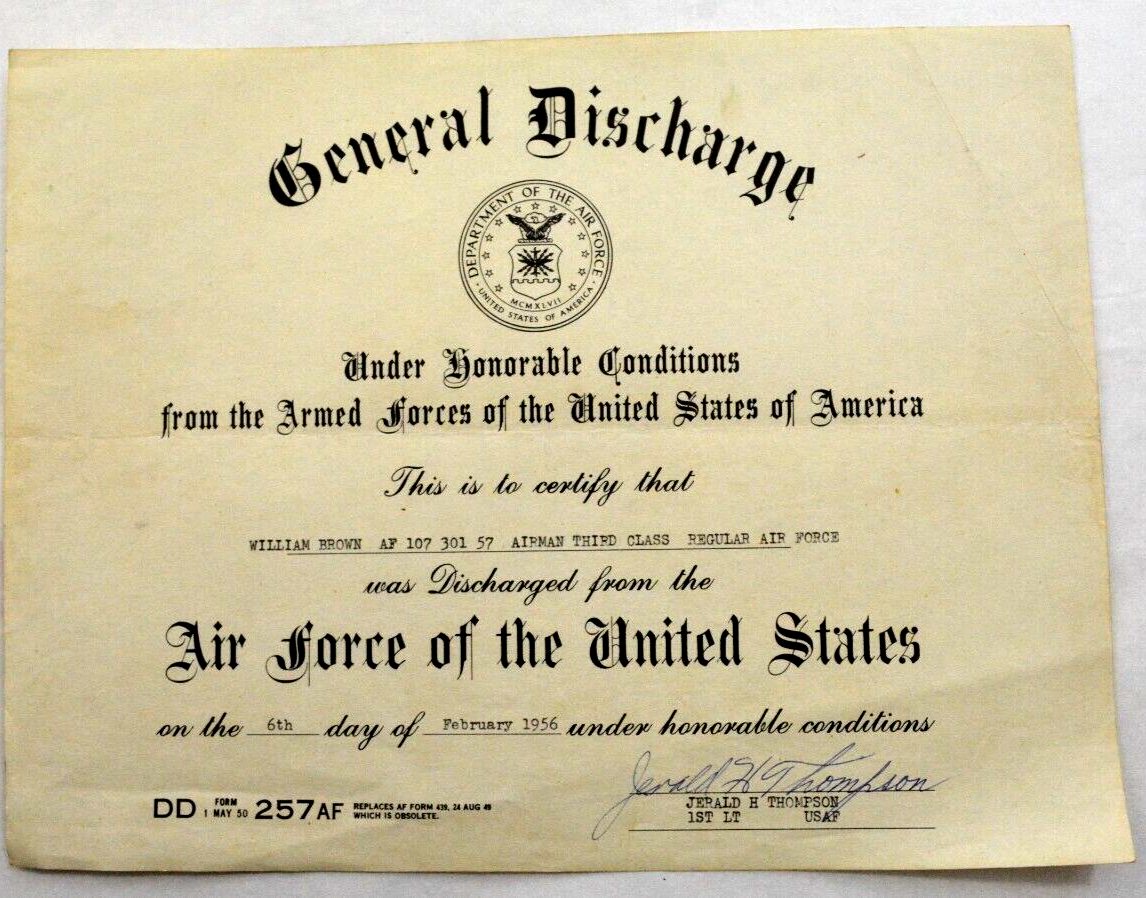 General Discharge
DEPARTMENT OF THE AIR FORCE
MCMXLVII
UNITED STATES OF AMERICA
Under Honorable Conditions
from the Armed Forces of the United States of America
This is to certify that
WILLIAM BROWN AF 107 301 57 AIRMAN THIRD CLASS REGULAR AIR FORCE
was Discharged from the
Air Force of the United States
on the 6th day of February 1956 under honorable conditions
Jerald H Thompson
JERALD H THOMPSON
1ST LT USAF
DD FORM 1 MAY 50 257 AF REPLACES AF FORM 439, 24 AUG 49
WHICH IS OBSOLETE.